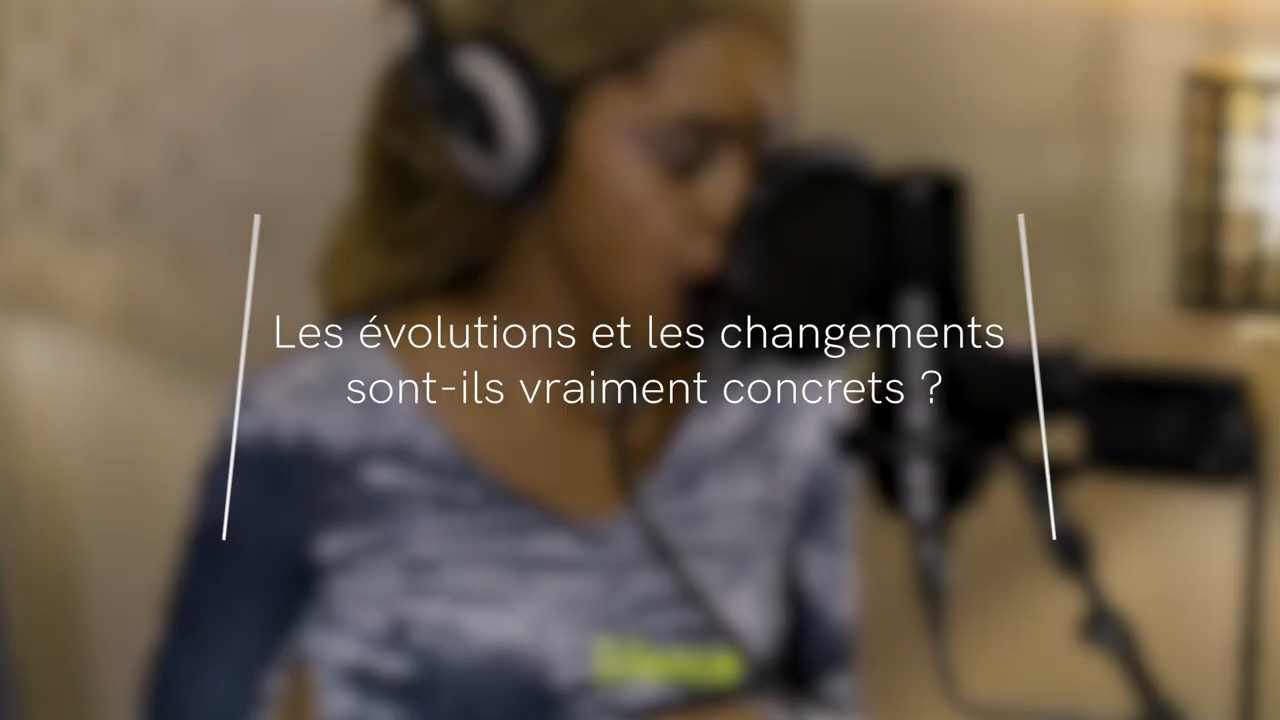 Les évolutions et les changements
sont-ils vraiment concrets ?